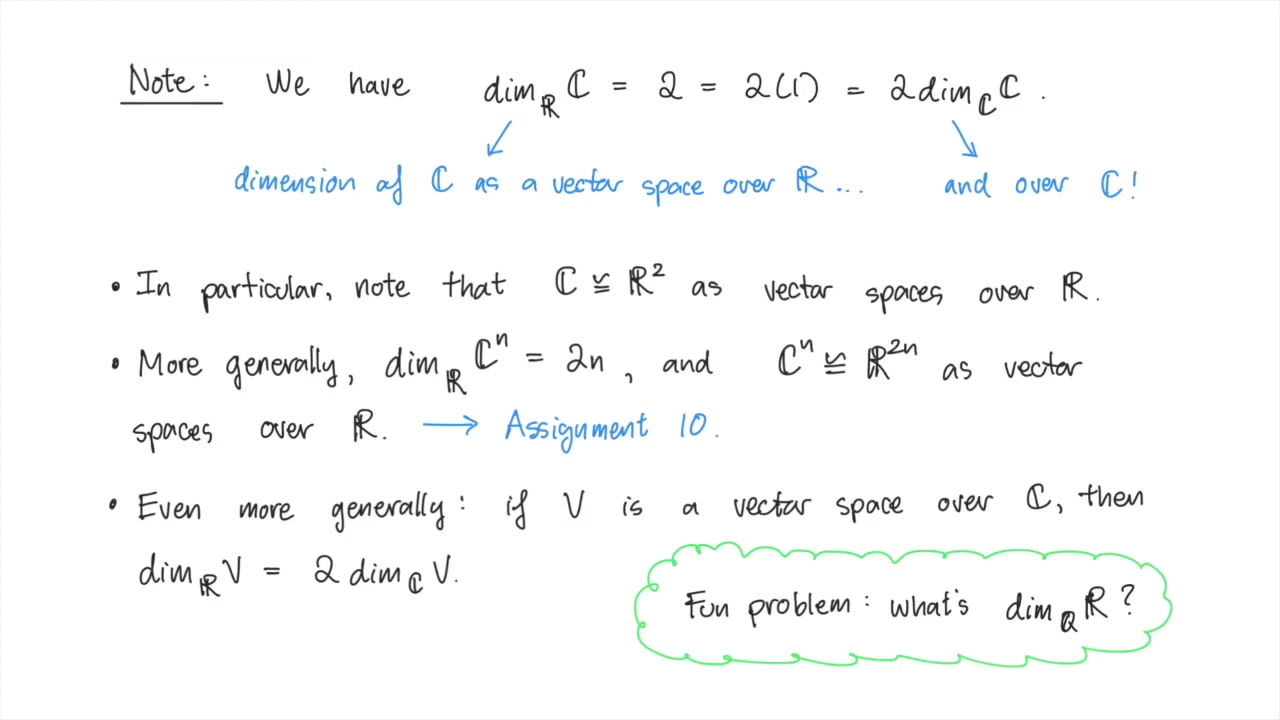 Note: We have dim_ℝ ℂ = 2 = 2(1) = 2dim_ℂ ℂ.
dimension of ℂ as a vector space over ℝ... and over ℂ!
• In particular, note that ℂ ≅ ℝ² as vector spaces over ℝ.
• More generally, dim_ℝ ℂⁿ = 2n, and ℂⁿ ≅ ℝ²ⁿ as vector
spaces over ℝ. → Assignment 10.
• Even more generally: if V is a vector space over ℂ, then
dim_ℝ V = 2 dim_ℂ V.
Fun problem: what's dim_ℚ ℝ?